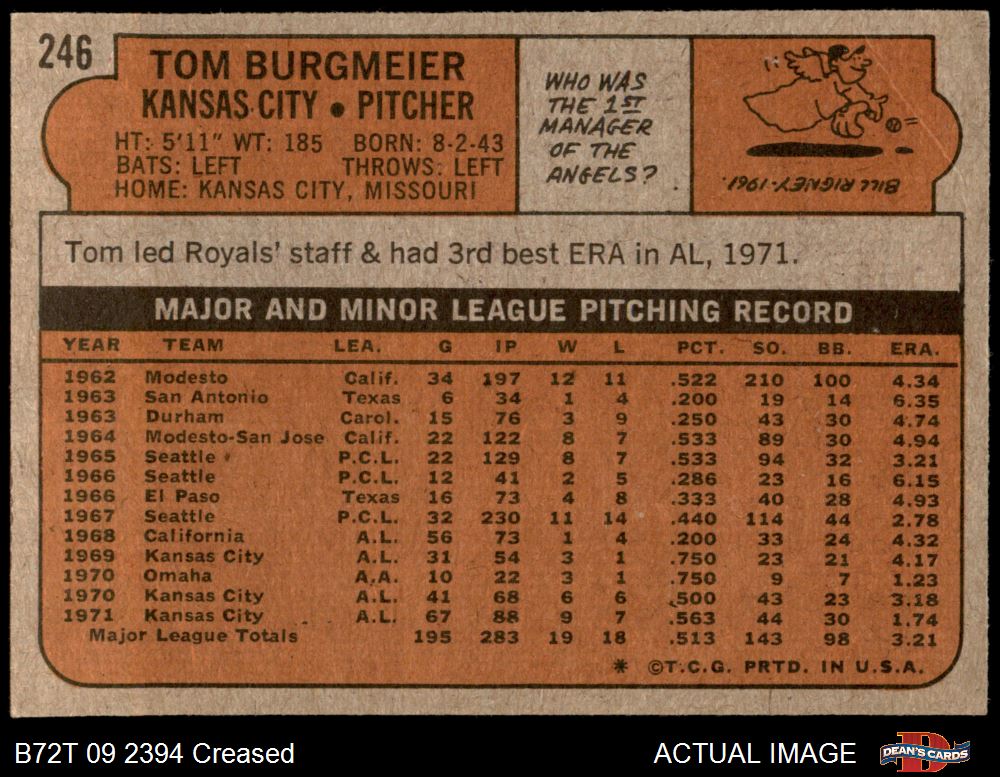 246
TOM BURGMEIER
KANSAS CITY • PITCHER
HT: 5'11" WT: 185 BORN: 8-2-43
BATS: LEFT THROWS: LEFT
HOME: KANSAS CITY, MISSOURI
WHO WAS
THE 1ST
MANAGER
OF THE
ANGELS?
BILL RIGNEY-1961.
Tom led Royals' staff & had 3rd best ERA in AL, 1971.
MAJOR AND MINOR LEAGUE PITCHING RECORD
YEAR TEAM LEA. G IP W L PCT. SO. BB. ERA.
1962 Modesto Calif. 34 197 12 11 .522 210 100 4.34
1963 San Antonio Texas 6 34 1 4 .200 19 14 6.35
1963 Durham Carol. 15 76 3 9 .250 43 30 4.74
1964 Modesto-San Jose Calif. 22 122 8 7 .533 89 30 4.94
1965 Seattle P.C.L. 22 129 8 7 .533 94 32 3.21
1966 Seattle P.C.L. 12 41 2 5 .286 23 16 6.15
1966 El Paso Texas 16 73 4 8 .333 40 28 4.93
1967 Seattle P.C.L. 32 230 11 14 .440 114 44 2.78
1968 California A.L. 56 73 1 4 .200 33 24 4.32
1969 Kansas City A.L. 31 54 3 1 .750 23 21 4.17
1970 Omaha A.A. 10 22 3 1 .750 9 7 1.23
1970 Kansas City A.L. 41 68 6 6 .500 43 23 3.18
1971 Kansas City A.L. 67 88 9 7 .563 44 30 1.74
Major League Totals 195 283 19 18 .513 143 98 3.21
* ©T.C.G. PRTD. IN U.S.A.
B72T 09 2394 Creased ACTUAL IMAGE DEAN'S CARDS